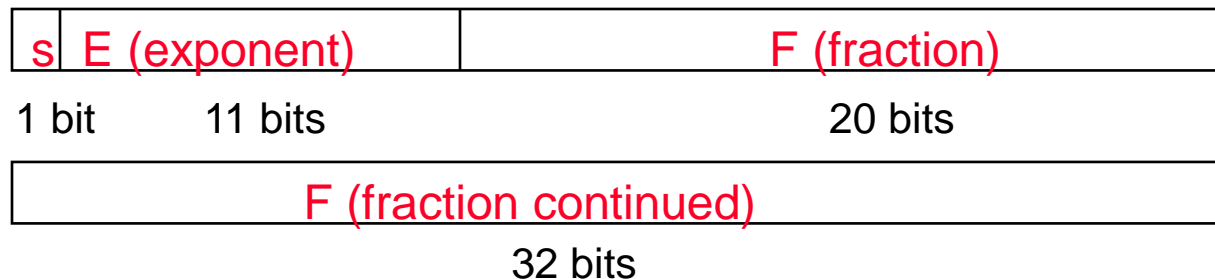 s E (exponent) F (fraction)
1 bit 11 bits 20 bits
F (fraction continued)
32 bits